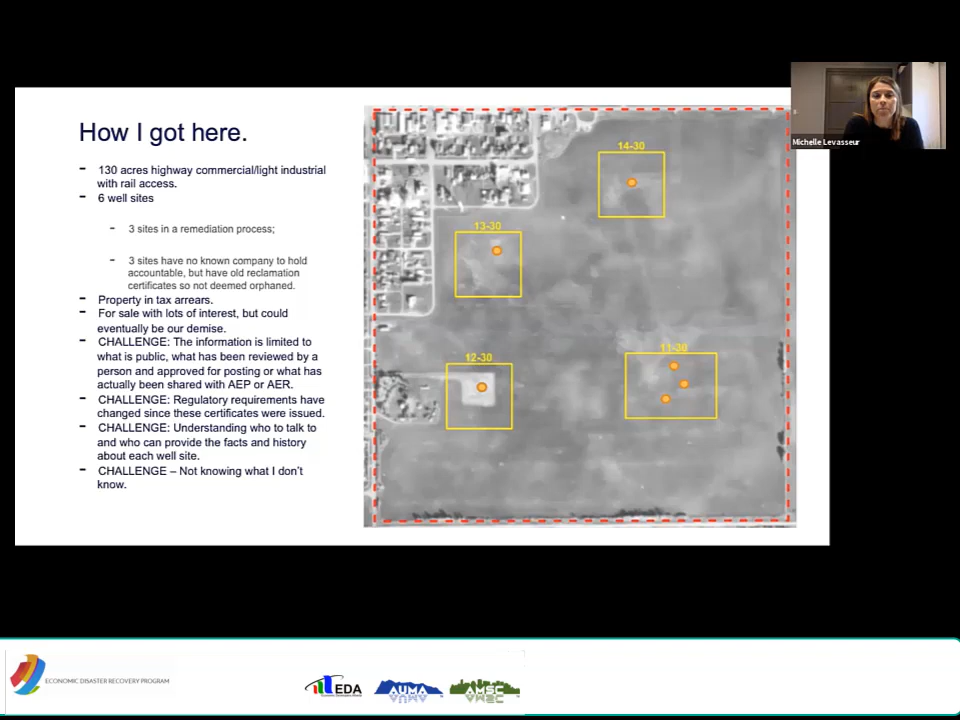 How I got here.
- 130 acres highway commercial/light industrial
with rail access.
- 6 well sites
- 3 sites in a remediation process;
- 3 sites have no known company to hold
accountable, but have old reclamation
certificates so not deemed orphaned.
- Property in tax arrears.
- For sale with lots of interest, but could
eventually be our demise.
- CHALLENGE: The information is limited to
what is public, what has been reviewed by a
person and approved for posting or what has
actually been shared with AEP or AER.
- CHALLENGE: Regulatory requirements have
changed since these certificates were issued.
- CHALLENGE: Understanding who to talk to
and who can provide the facts and history
about each well site.
- CHALLENGE – Not knowing what I don't
know.
14-30
13-30
12-30
11-30
Michelle Levasseur
ECONOMIC DISASTER RECOVERY PROGRAM
EDA
AUMA
AMSC